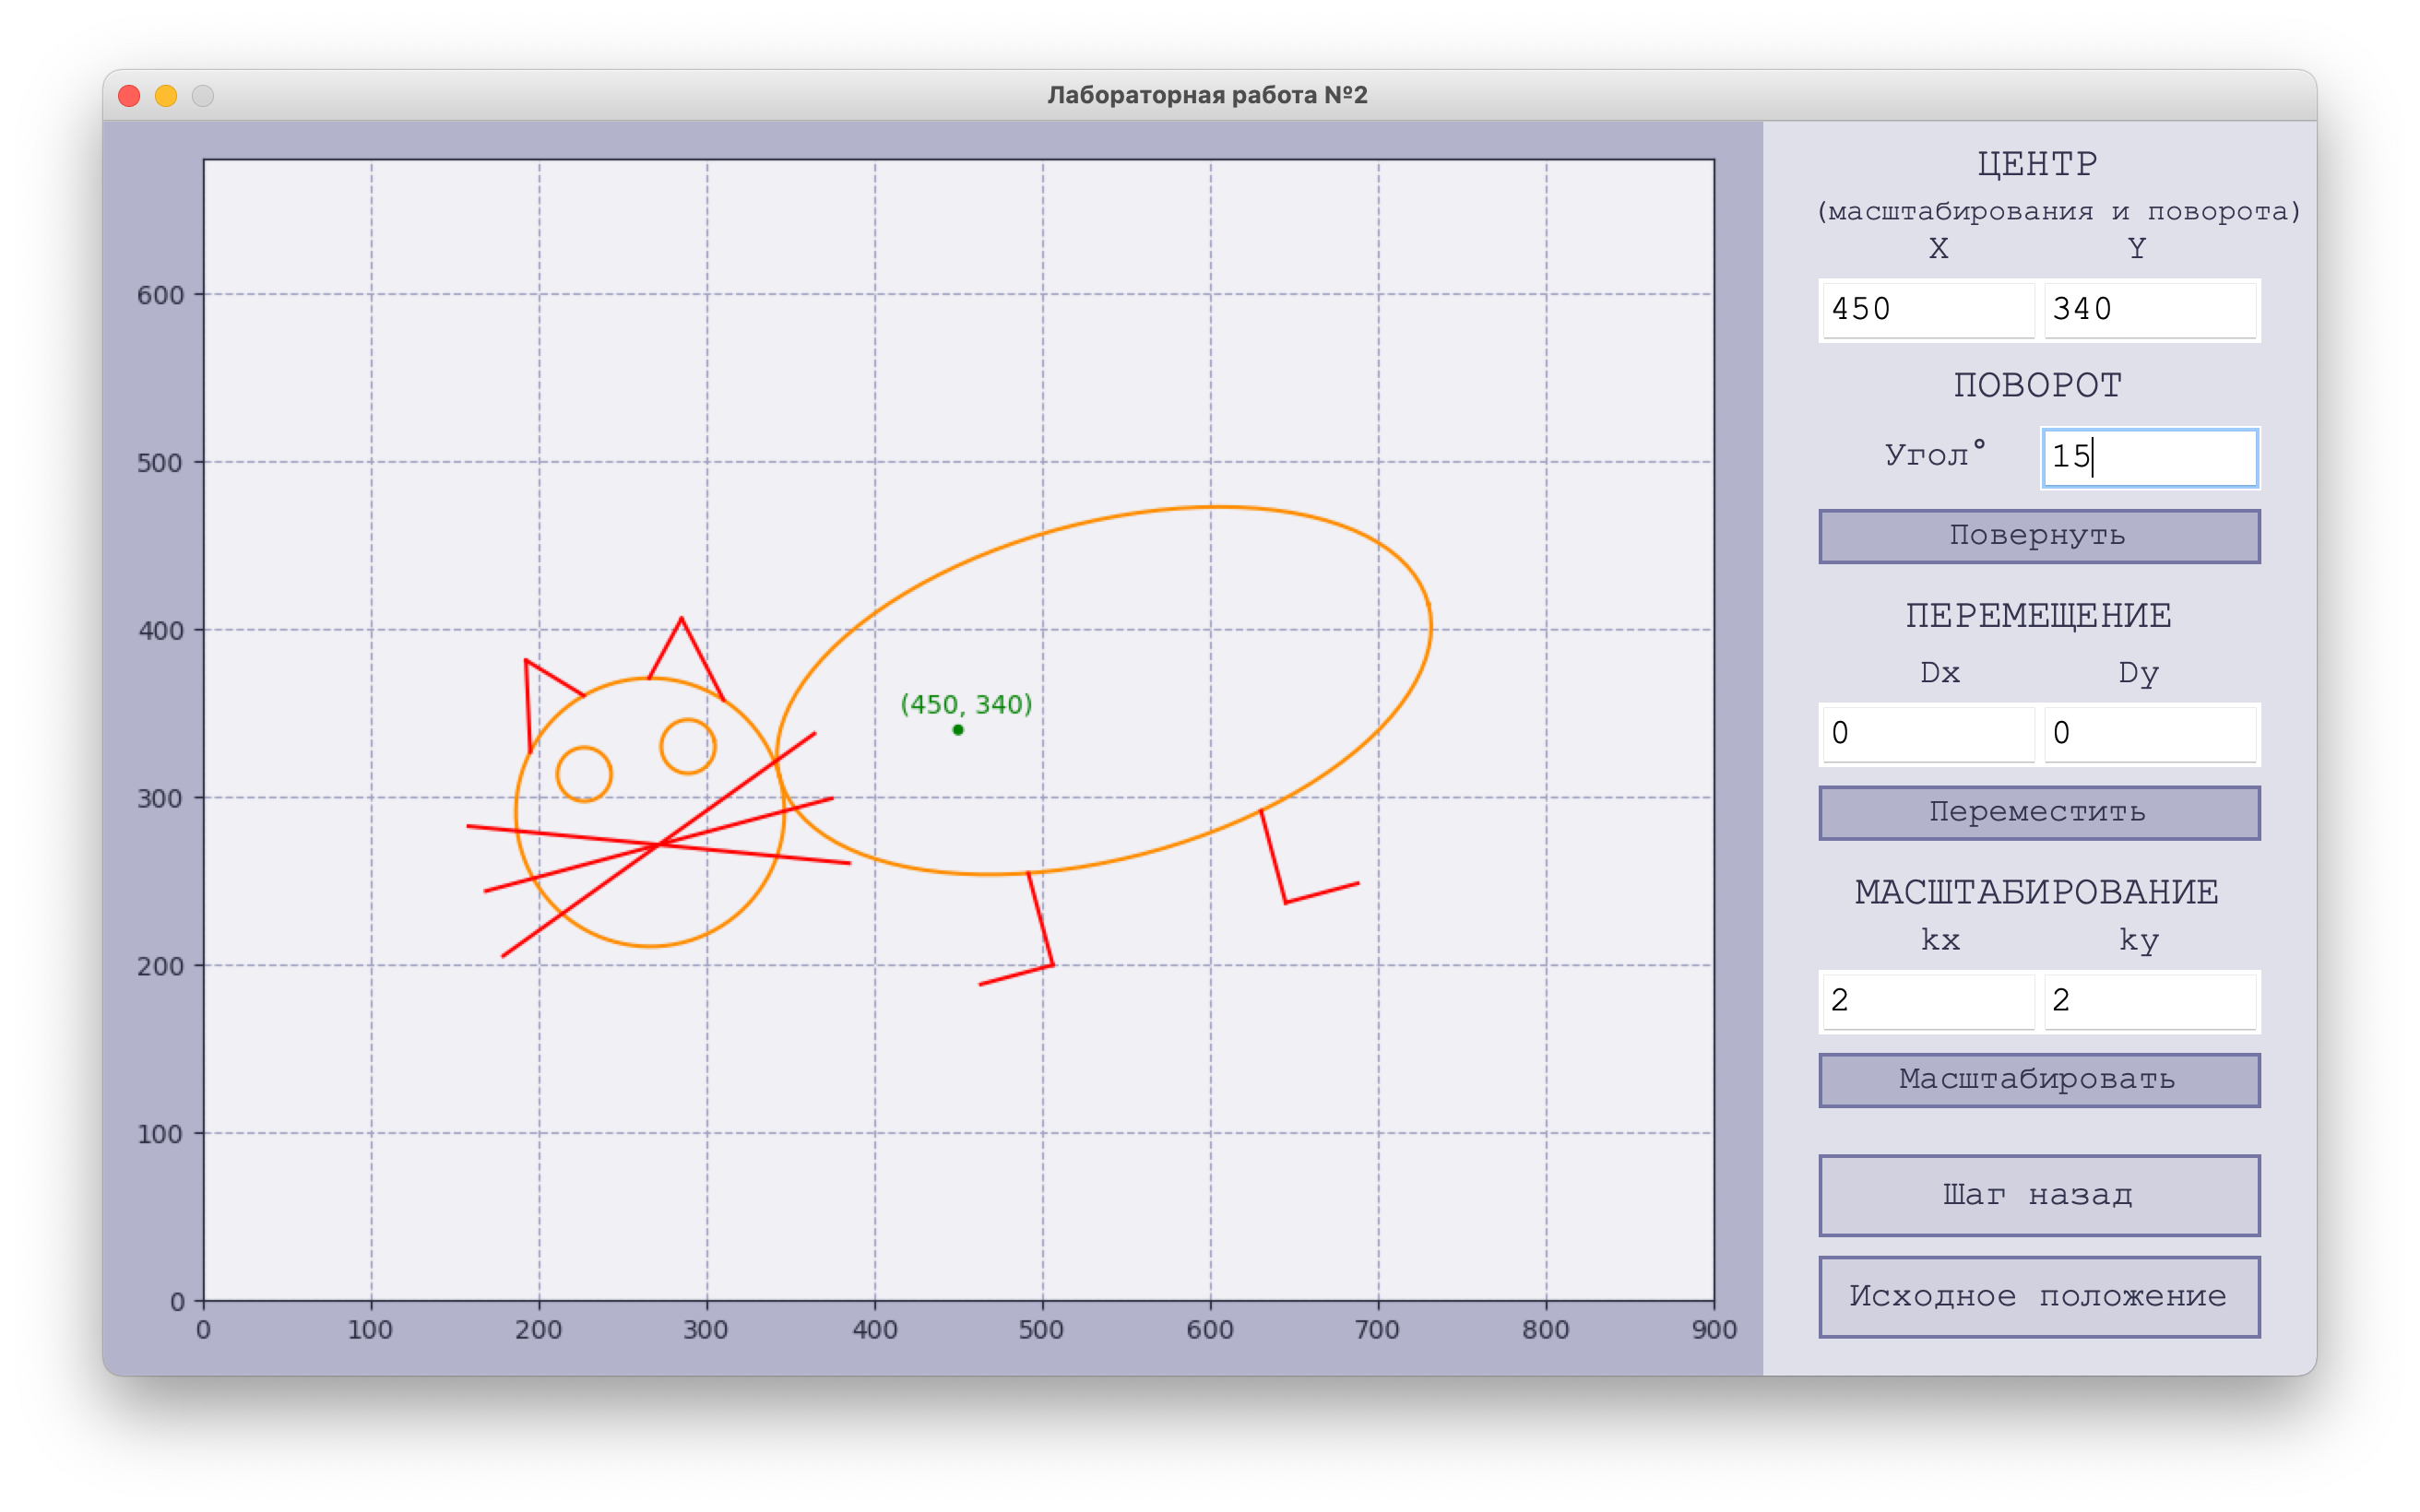 Лабораторная работа №2
600
500
400
300
200
100
0
0 100 200 300 400 500 600 700 800 900
(450, 340)
ЦЕНТР
(масштабирования и поворота)
X Y
450 340
ПОВОРОТ
Угол° 15
Повернуть
ПЕРЕМЕЩЕНИЕ
Dx Dy
0 0
Переместить
МАСШТАБИРОВАНИЕ
kx ky
2 2
Масштабировать
Шаг назад
Исходное положение